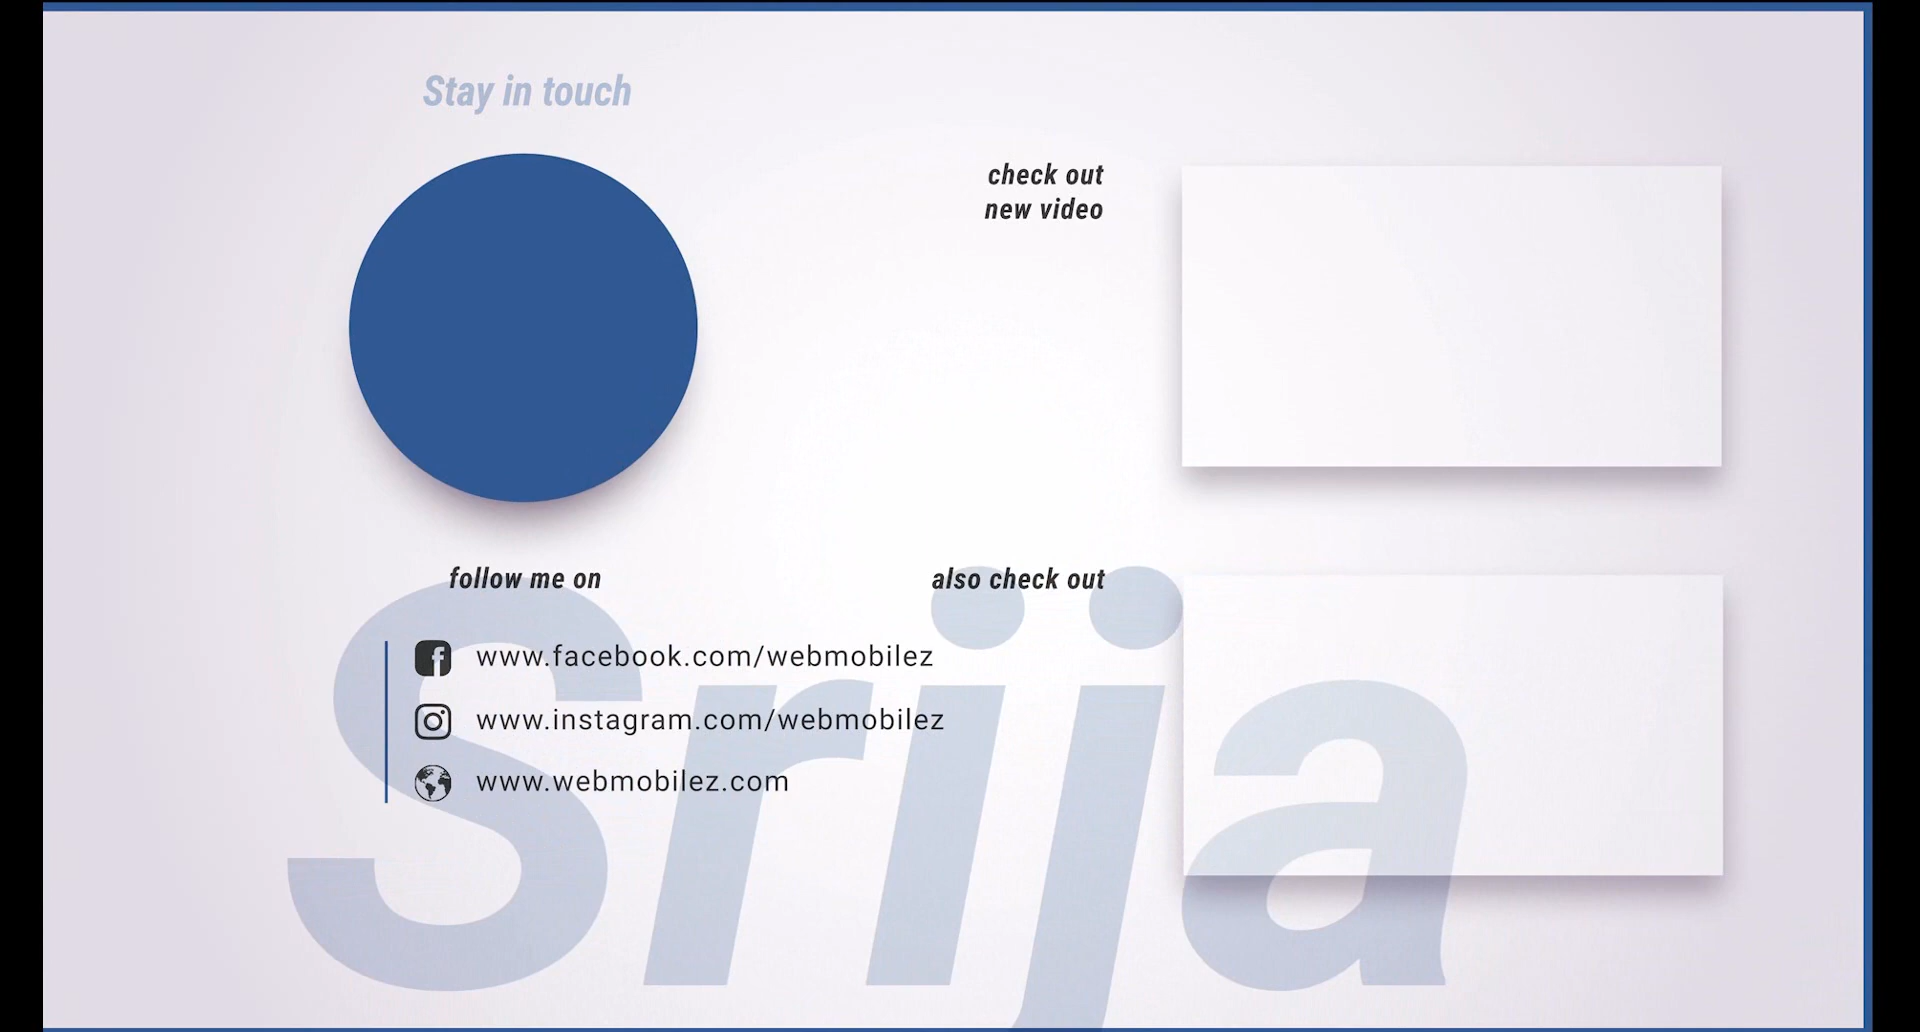 Stay in touch
check out
new video
follow me on
also check out
www.facebook.com/webmobilez
www.instagram.com/webmobilez
www.webmobilez.com
Srija